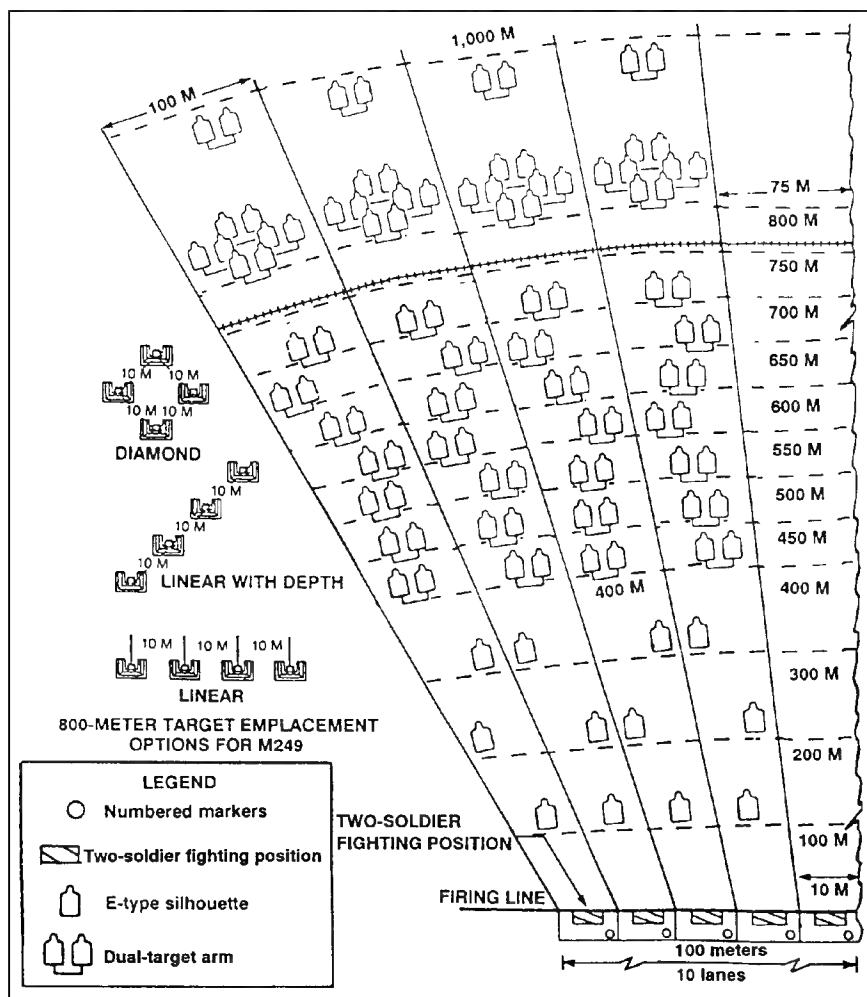 1,000 M
100 M
75 M
800 M
750 M
700 M
650 M
600 M
550 M
500 M
450 M
400 M
400 M
300 M
200 M
100 M
10 M
10 M 10 M
10 M 10 M
DIAMOND
10 M
10 M
10 M
LINEAR WITH DEPTH
10 M 10 M 10 M
LINEAR
800-METER TARGET EMPLACEMENT
OPTIONS FOR M249
LEGEND
Numbered markers
Two-soldier fighting position
E-type silhouette
Dual-target arm
TWO-SOLDIER
FIGHTING POSITION
FIRING LINE
100 meters
10 lanes